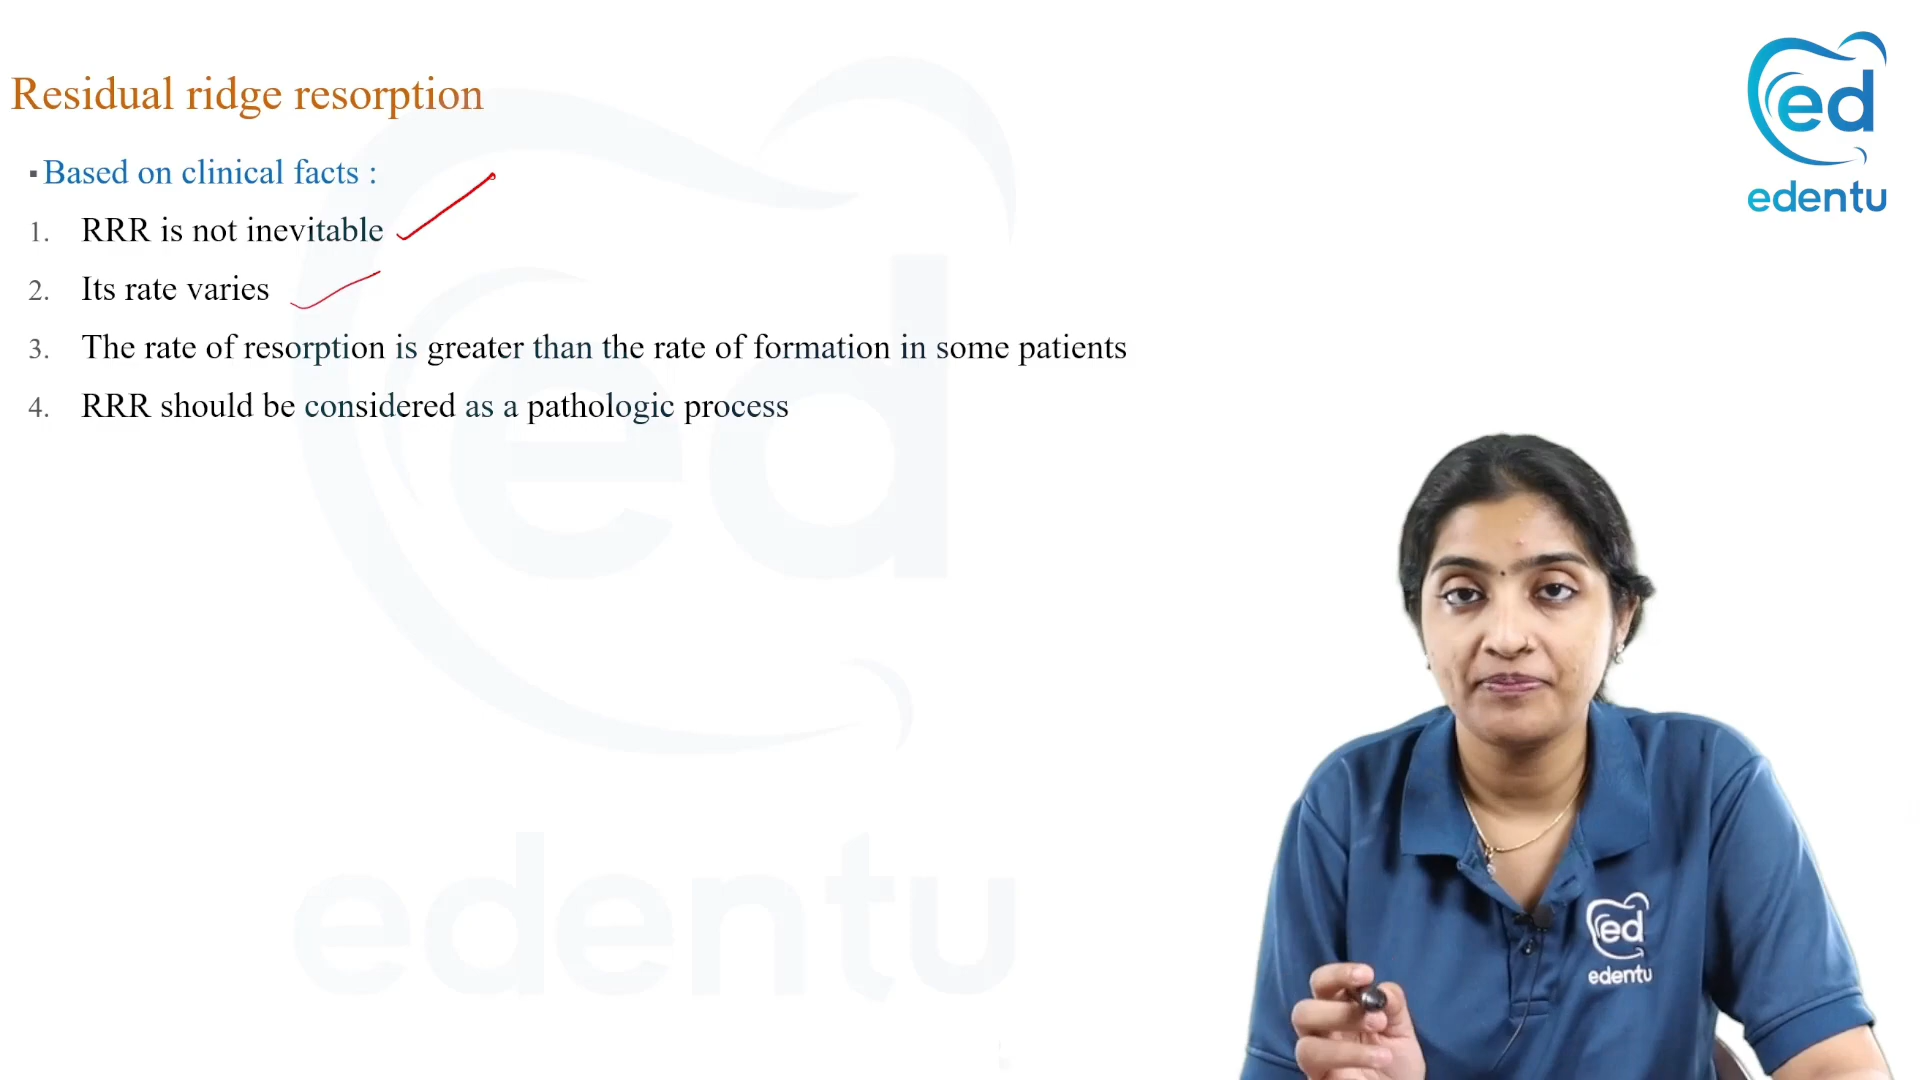 Residual ridge resorption
▪Based on clinical facts :
1. RRR is not inevitable
2. Its rate varies
3. The rate of resorption is greater than the rate of formation in some patients
4. RRR should be considered as a pathologic process
ed
edentu
ed
edentu
ed
edentu